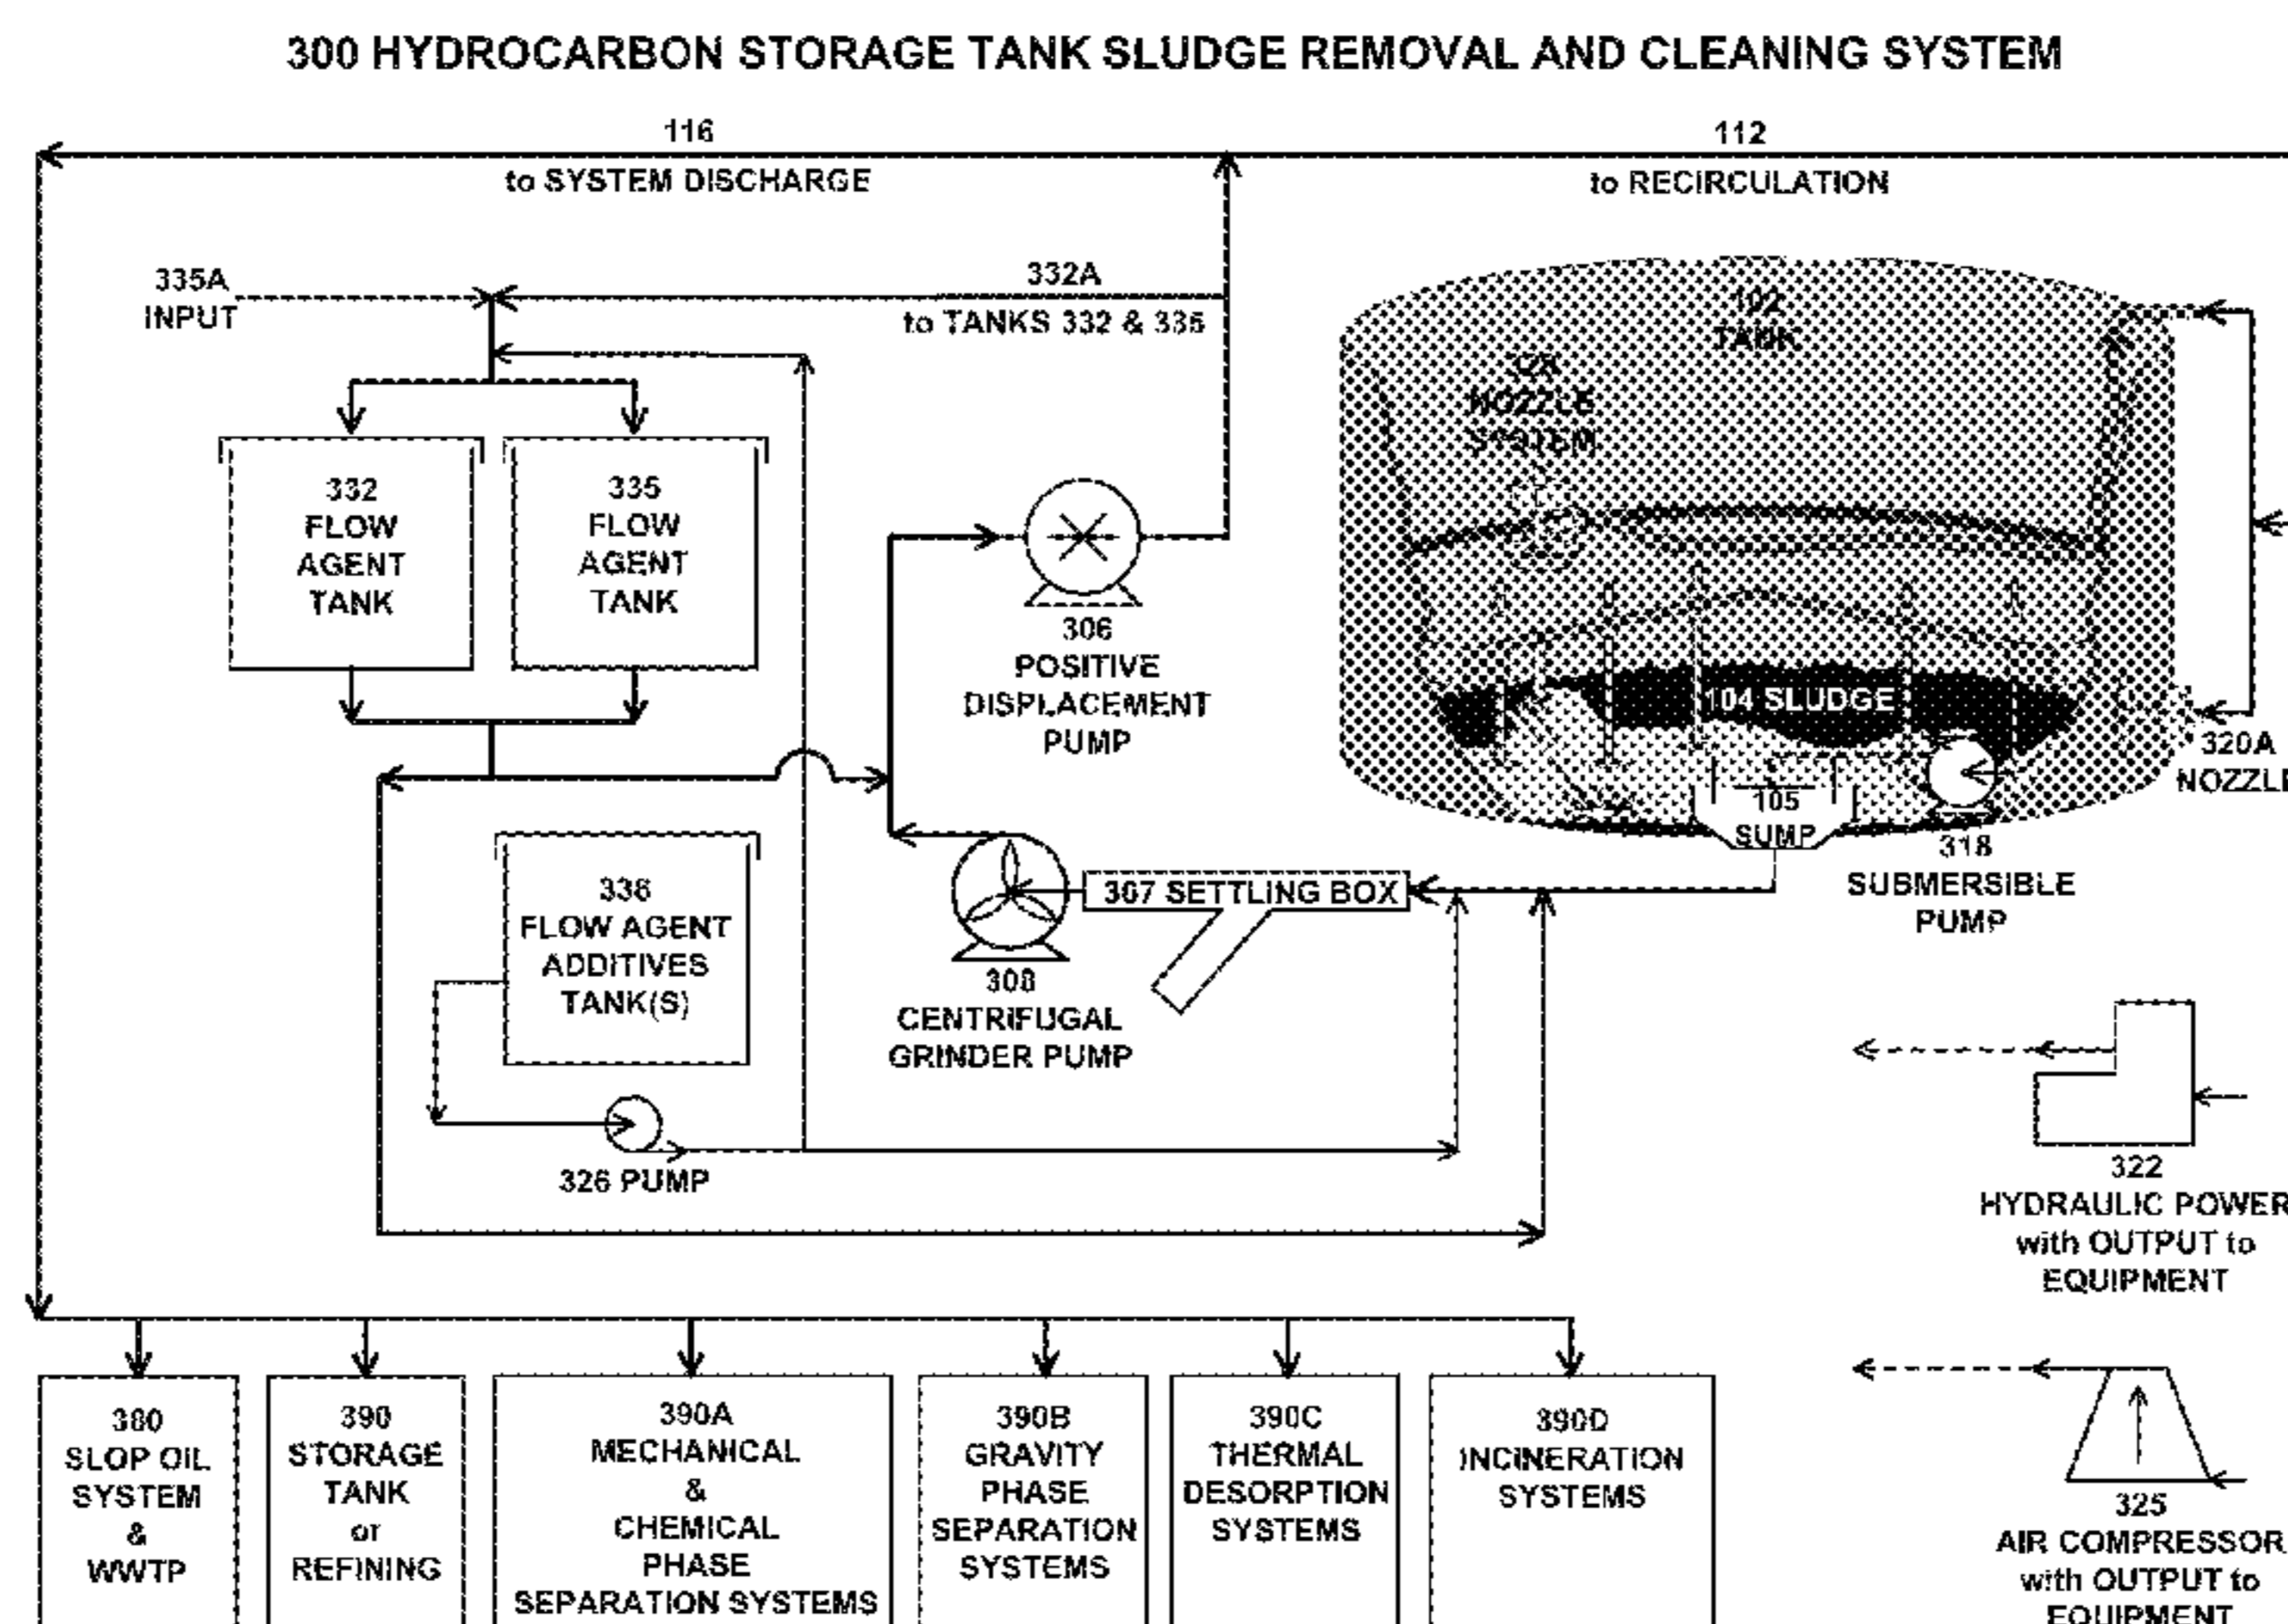 300 HYDROCARBON STORAGE TANK SLUDGE REMOVAL AND CLEANING SYSTEM
116
to SYSTEM DISCHARGE
112
to RECIRCULATION
335A
INPUT
332A
to TANKS 332 & 335
102
TANK
328
NOZZLE
SYSTEM
332
FLOW
AGENT
TANK
335
FLOW
AGENT
TANK
306
POSITIVE
DISPLACEMENT
PUMP
104 SLUDGE
320A
NOZZLE
105
SUMP
318
SUBMERSIBLE
PUMP
307 SETTLING BOX
308
CENTRIFUGAL
GRINDER PUMP
336
FLOW AGENT
ADDITIVES
TANK(S)
326 PUMP
322
HYDRAULIC POWER
with OUTPUT to
EQUIPMENT
380
SLOP OIL
SYSTEM
&
WWTP
390
STORAGE
TANK
or
REFINING
390A
MECHANICAL
&
CHEMICAL
PHASE
SEPARATION SYSTEMS
390B
GRAVITY
PHASE
SEPARATION
SYSTEMS
390C
THERMAL
DESORPTION
SYSTEMS
390D
INCINERATION
SYSTEMS
325
AIR COMPRESSOR
with OUTPUT to
EQUIPMENT